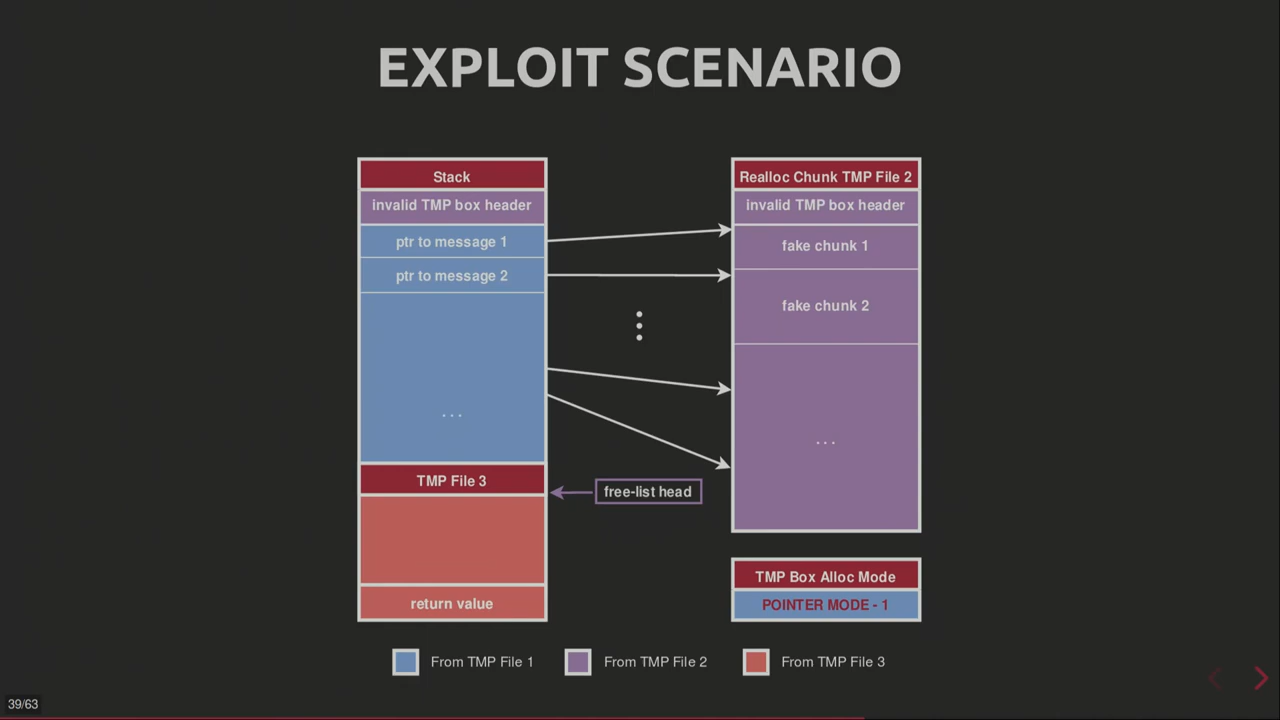 EXPLOIT SCENARIO
Stack
invalid TMP box header
ptr to message 1
ptr to message 2
...
TMP File 3
return value
Realloc Chunk TMP File 2
invalid TMP box header
fake chunk 1
fake chunk 2
...
free-list head
TMP Box Alloc Mode
POINTER MODE - 1
From TMP File 1
From TMP File 2
From TMP File 3
39/63